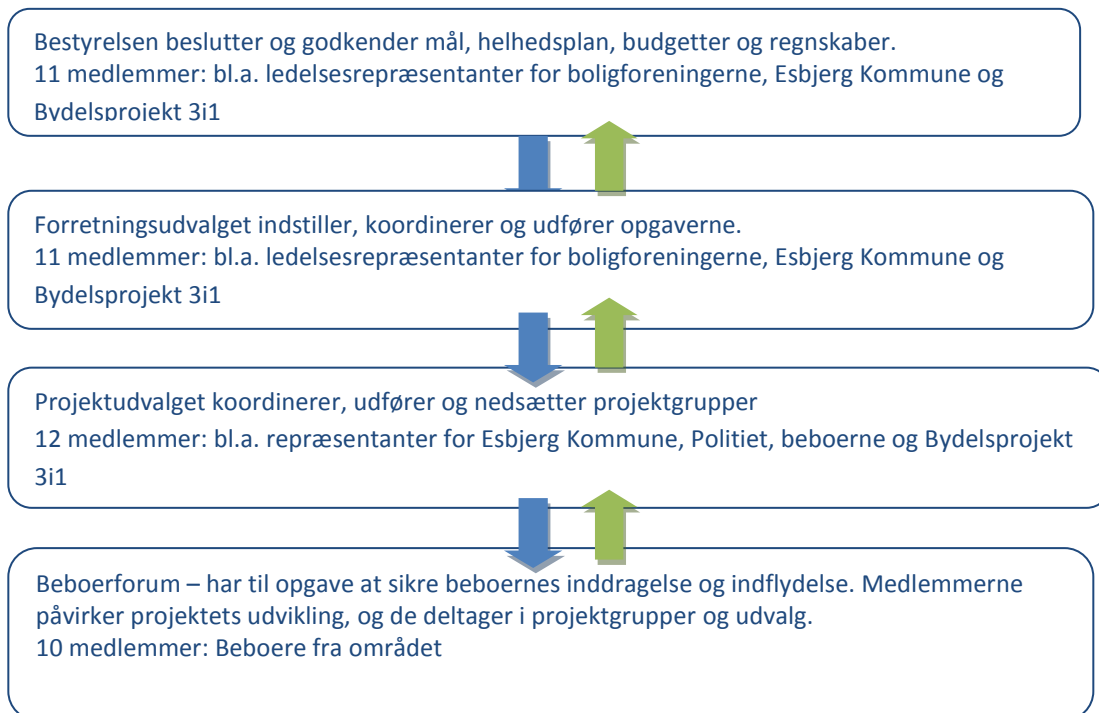 Bestyrelsen beslutter og godkender mål, helhedsplan, budgetter og regnskaber.
11 medlemmer: bl.a. ledelsesrepræsentanter for boligforeningerne, Esbjerg Kommune og
Bydelsprojekt 3i1
Forretningsudvalget indstiller, koordinerer og udfører opgaverne.
11 medlemmer: bl.a. ledelsesrepræsentanter for boligforeningerne, Esbjerg Kommune og
Bydelsprojekt 3i1
Projektudvalget koordinerer, udfører og nedsætter projektgrupper
12 medlemmer: bl.a. repræsentanter for Esbjerg Kommune, Politiet, beboerne og Bydelsprojekt
3i1
Beboerforum – har til opgave at sikre beboernes inddragelse og indflydelse. Medlemmerne
påvirker projektets udvikling, og de deltager i projektgrupper og udvalg.
10 medlemmer: Beboere fra området